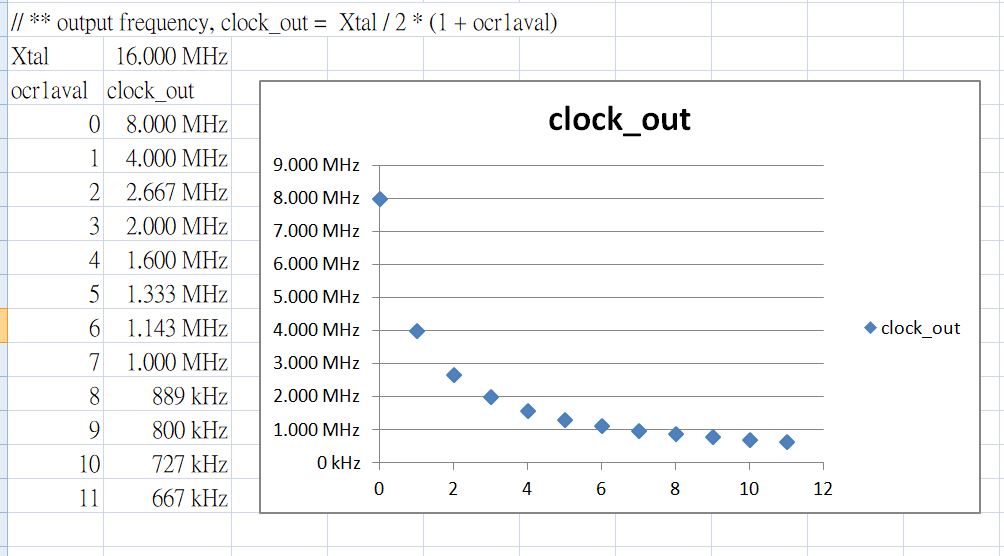 // ** output frequency, clock_out = Xtal / 2 * (1 + ocr1aval)
Xtal 16.000 MHz
ocr1aval clock_out
0 8.000 MHz
1 4.000 MHz
2 2.667 MHz
3 2.000 MHz
4 1.600 MHz
5 1.333 MHz
6 1.143 MHz
7 1.000 MHz
8 889 kHz
9 800 kHz
10 727 kHz
11 667 kHz
clock_out
9.000 MHz
8.000 MHz
7.000 MHz
6.000 MHz
5.000 MHz
4.000 MHz
3.000 MHz
2.000 MHz
1.000 MHz
0 kHz
0 2 4 6 8 10 12
clock_out